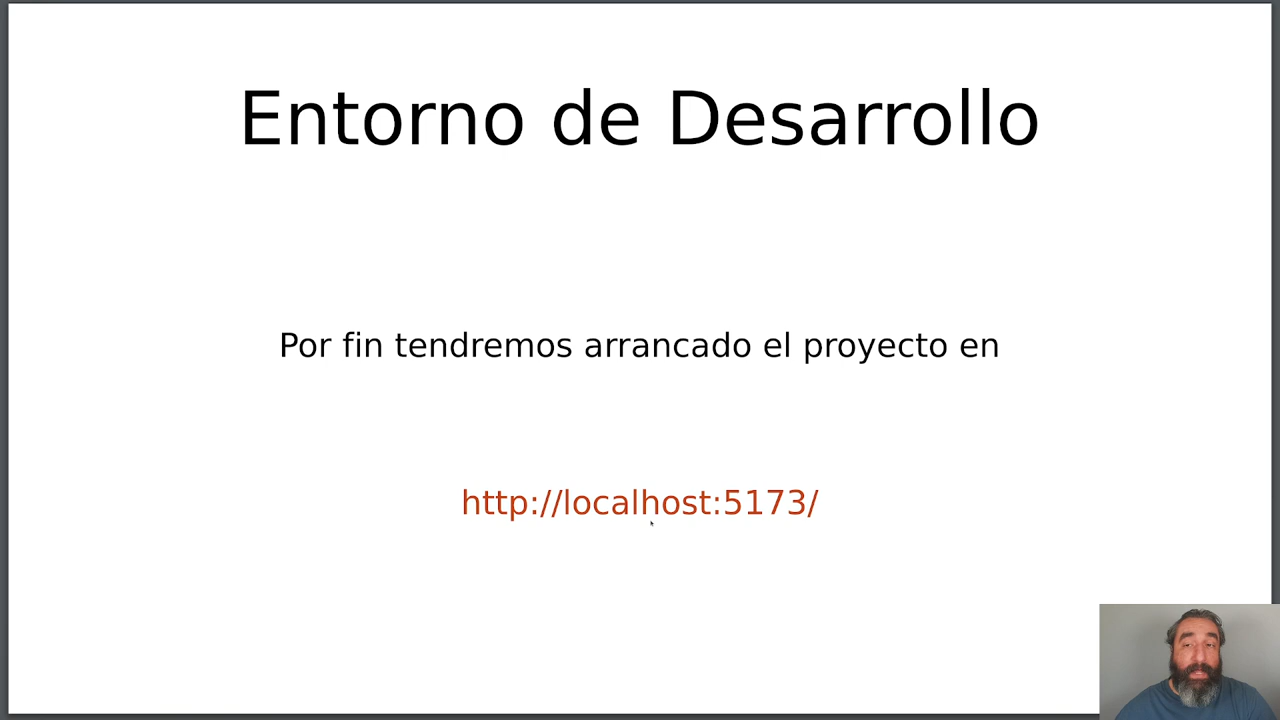 Entorno de Desarrollo
Por fin tendremos arrancado el proyecto en
http://localhost:5173/